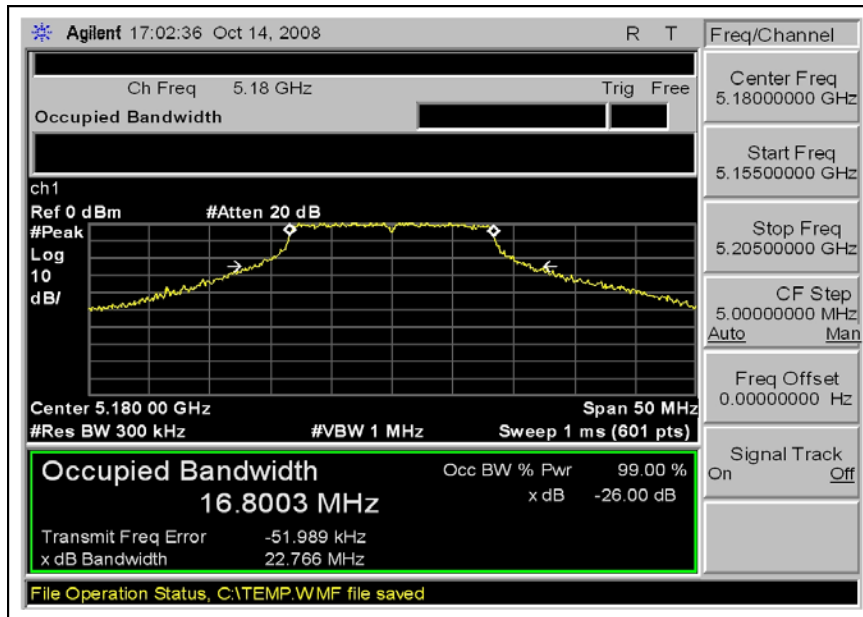 Agilent 17:02:36 Oct 14, 2008 R T
Ch Freq 5.18 GHz Trig Free
Occupied Bandwidth
ch1
Ref 0 dBm #Atten 20 dB
#Peak
Log
10
dB/
Center 5.180 00 GHz Span 50 MHz
#Res BW 300 kHz #VBW 1 MHz Sweep 1 ms (601 pts)
Occupied Bandwidth
16.8003 MHz
Occ BW % Pwr 99.00 %
x dB -26.00 dB
Transmit Freq Error -51.989 kHz
x dB Bandwidth 22.766 MHz
File Operation Status, C:\TEMP.WMF file saved
Freq/Channel
Center Freq
5.18000000 GHz
Start Freq
5.15500000 GHz
Stop Freq
5.20500000 GHz
CF Step
5.00000000 MHz
Auto Man
Freq Offset
0.00000000 Hz
Signal Track
On Off